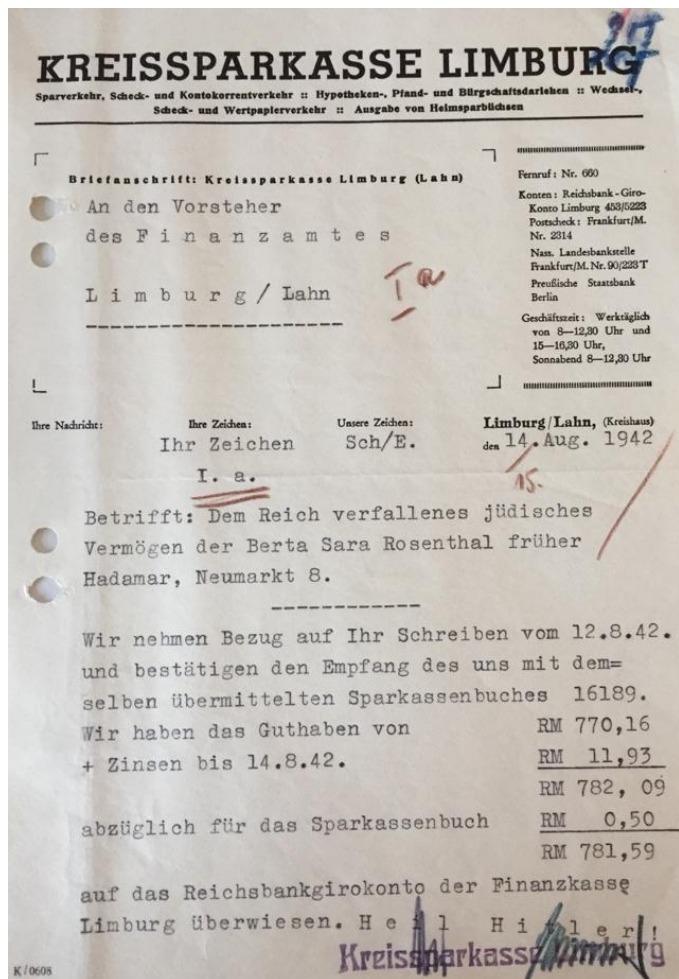 KREISSPARKASSE LIMBURG
Sparverkehr, Scheck- und Kontokorrentverkehr :: Hypotheken-, Pfand- und Bürgschaftsdarlehen :: Wechsel-,
Scheck- und Wertpapierverkehr :: Ausgabe von Heimsparbüchsen
Briefanschrift: Kreissparkasse Limburg (Lahn)
An den Vorsteher
des Finanzamtes
Limburg/Lahn
Ia
Fernruf: Nr. 660
Konten: Reichsbank-Giro-
Konto Limburg 453/5223
Postscheck: Frankfurt/M.
Nr. 2314
Nass. Landesbankstelle
Frankfurt/M. Nr. 90/223 T
Preußische Staatsbank
Berlin
Geschäftszeit: Werktäglich
von 8—12,30 Uhr und
15—16,30 Uhr,
Sonnabend 8—12,30 Uhr
Ihre Nachricht: Ihre Zeichen: Unsere Zeichen: Limburg/Lahn, (Kreishaus)
Ihr Zeichen Sch/E. den 14. Aug. 1942
I. a. 15.
Betrifft: Dem Reich verfallenes jüdisches
Vermögen der Berta Sara Rosenthal früher
Hadamar, Neumarkt 8.
Wir nehmen Bezug auf Ihr Schreiben vom 12.8.42.
und bestätigen den Empfang des uns mit dem=
selben übermittelten Sparkassenbuches 16189.
Wir haben das Guthaben von RM 770,16
+ Zinsen bis 14.8.42. RM 11,93
RM 782, 09
abzüglich für das Sparkassenbuch RM 0,50
RM 781,59
auf das Reichsbankgirokonto der Finanzkasse
Limburg überwiesen. Heil Hitler!
Kreissparkasse Limburg
K/0608